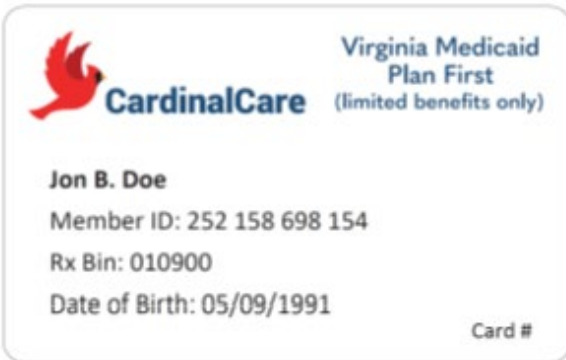 CardinalCare
Virginia Medicaid
Plan First
(limited benefits only)
Jon B. Doe
Member ID: 252 158 698 154
Rx Bin: 010900
Date of Birth: 05/09/1991
Card #